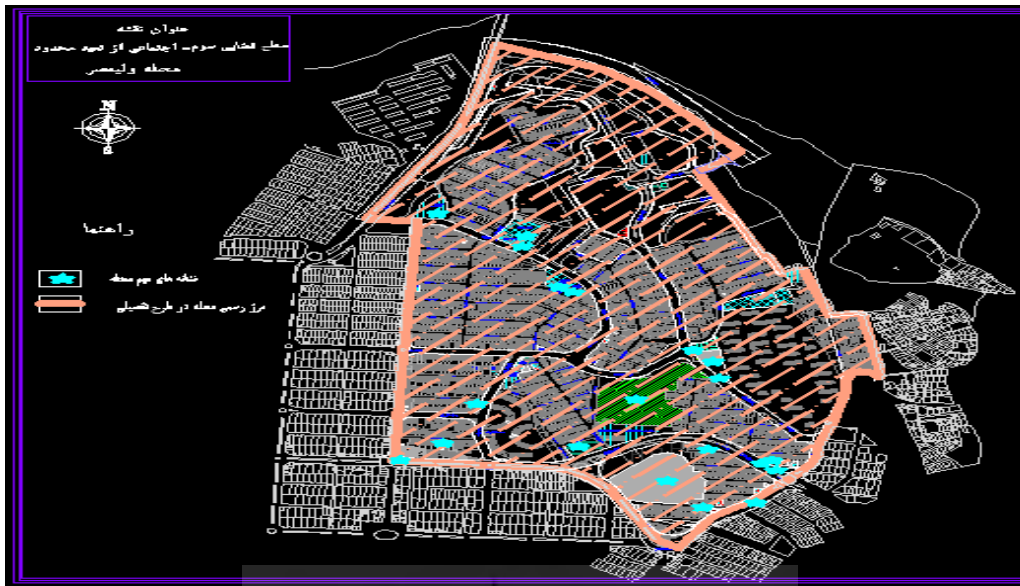 عنوان نقشه
سطح فضایی سوم- اجتماعی از دید محدود
محله ولیعصر
N
S
راهنما
نشانه های مهم محله
مرز رسمی محله در طرح تفصیلی